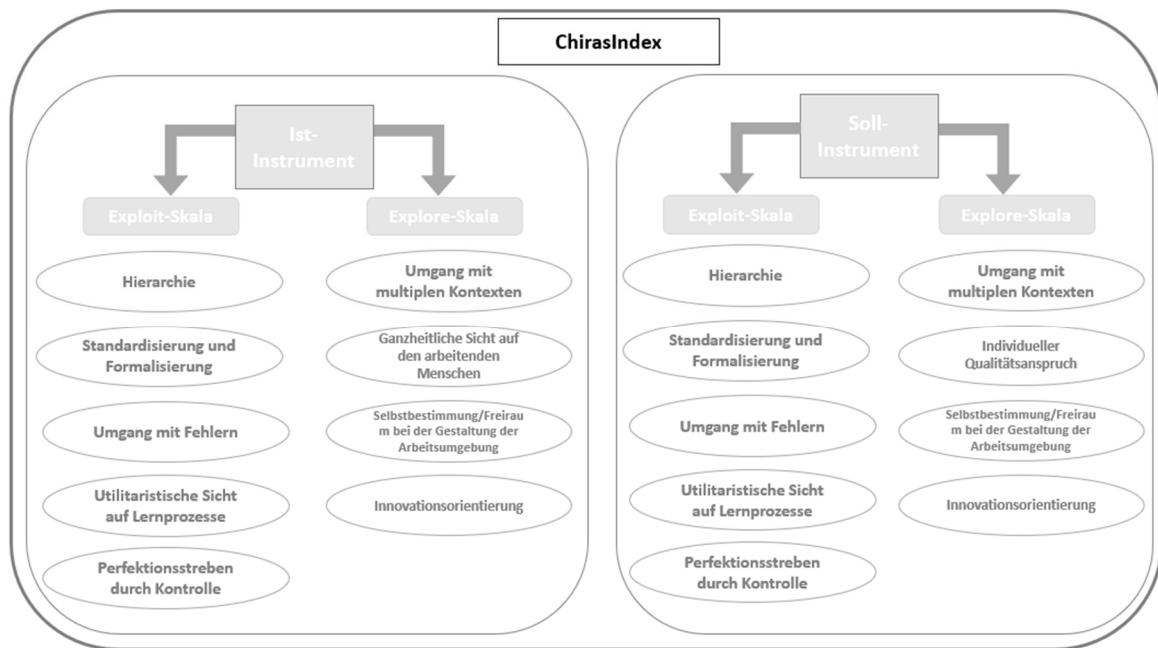 ChirasIndex
Ist-
Instrument
Exploit-Skala
Explore-Skala
Hierarchie
Standardisierung und
Formalisierung
Umgang mit Fehlern
Utilitaristische Sicht
auf Lernprozesse
Perfektionsstreben
durch Kontrolle
Umgang mit
multiplen Kontexten
Ganzheitliche Sicht auf
den arbeitenden
Menschen
Selbstbestimmung/Freirau
m bei der Gestaltung der
Arbeitsumgebung
Innovationsorientierung
Soll-
Instrument
Exploit-Skala
Explore-Skala
Hierarchie
Standardisierung und
Formalisierung
Umgang mit Fehlern
Utilitaristische Sicht
auf Lernprozesse
Perfektionsstreben
durch Kontrolle
Umgang mit
multiplen Kontexten
Individueller
Qualitätsanspruch
Selbstbestimmung/Freirau
m bei der Gestaltung der
Arbeitsumgebung
Innovationsorientierung